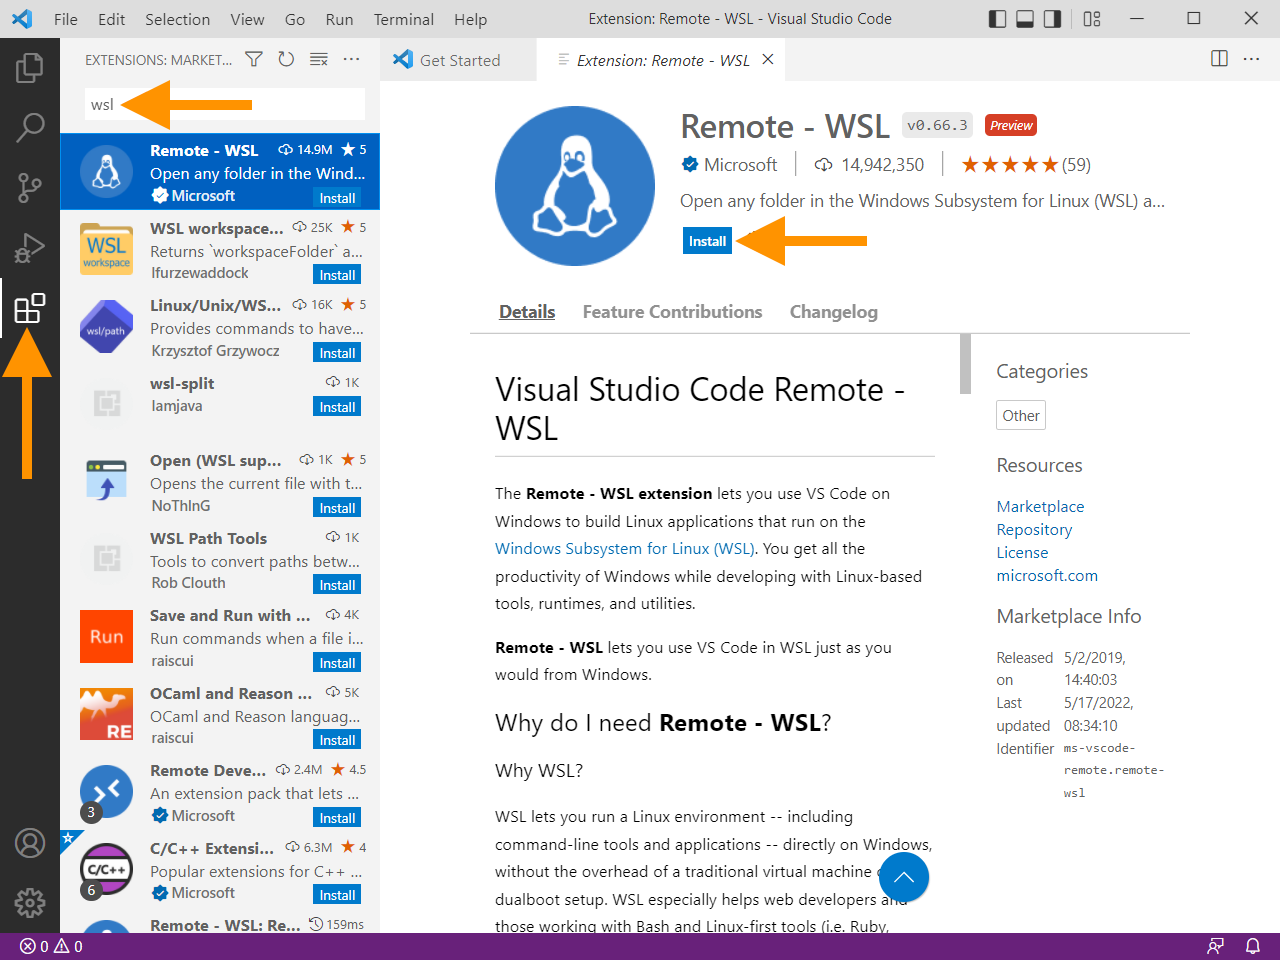 File Edit Selection View Go Run Terminal Help
Extension: Remote - WSL - Visual Studio Code
EXTENSIONS: MARKET...
wsl
Remote - WSL 14.9M 5
Open any folder in the Wind...
Microsoft Install
WSL workspace... 25K 5
Returns `workspaceFolder` a...
lfurzewaddock Install
WSL
workspace
Linux/Unix/WS... 16K 5
Provides commands to have...
Krzysztof Grzywocz Install
wsl/path
wsl-split 1K
Iamjava Install
Open (WSL sup... 1K 5
Opens the current file with t...
NoThInG Install
WSL Path Tools 1K
Tools to convert paths betw...
Rob Clouth Install
Save and Run with ... 4K
Run commands when a file i...
raiscui Install
Run
OCaml and Reason ... 5K
OCaml and Reason languag...
raiscui Install
RE
Remote Deve... 2.4M 4.5
An extension pack that lets ...
Microsoft Install
3
C/C++ Extensi... 6.3M 4
Popular extensions for C++ ...
Microsoft Install
C/C++
6
Remote - WSL: Re... 159ms
Get Started
Extension: Remote - WSL
Remote - WSL v0.66.3 Preview
Microsoft 14,942,350 (59)
Open any folder in the Windows Subsystem for Linux (WSL) a...
Install
Details Feature Contributions Changelog
Visual Studio Code Remote -
WSL
The Remote - WSL extension lets you use VS Code on
Windows to build Linux applications that run on the
Windows Subsystem for Linux (WSL). You get all the
productivity of Windows while developing with Linux-based
tools, runtimes, and utilities.
Remote - WSL lets you use VS Code in WSL just as you
would from Windows.
Why do I need Remote - WSL?
Why WSL?
WSL lets you run a Linux environment -- including
command-line tools and applications -- directly on Windows,
without the overhead of a traditional virtual machine
dualboot setup. WSL especially helps web developers and
those working with Bash and Linux-first tools (i.e. Ruby,
Categories
Other
Resources
Marketplace
Repository
License
microsoft.com
Marketplace Info
Released 5/2/2019,
on 14:40:03
Last 5/17/2022,
updated 08:34:10
Identifier ms-vscode-
remote.remote-
wsl
0 0